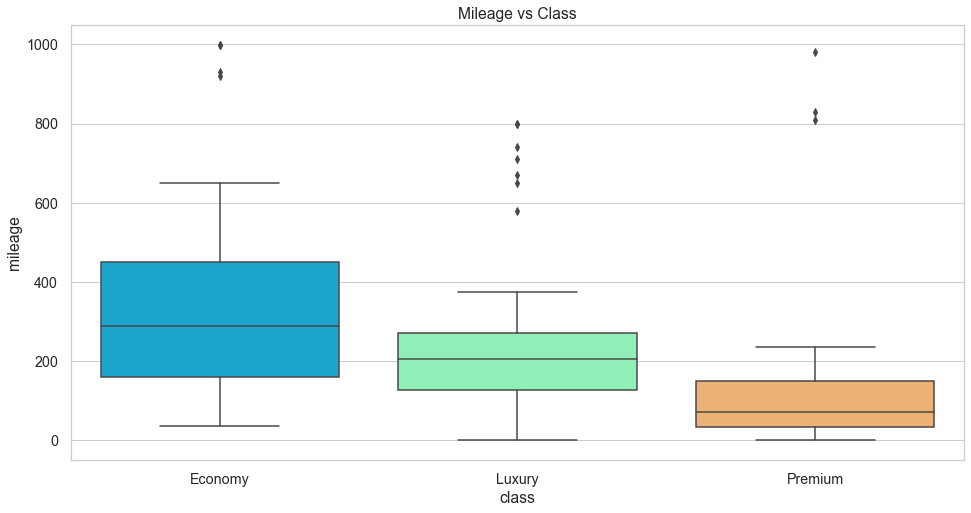 Mileage vs Class
1000
800
600
400
200
0
mileage
Economy
Luxury
Premium
class